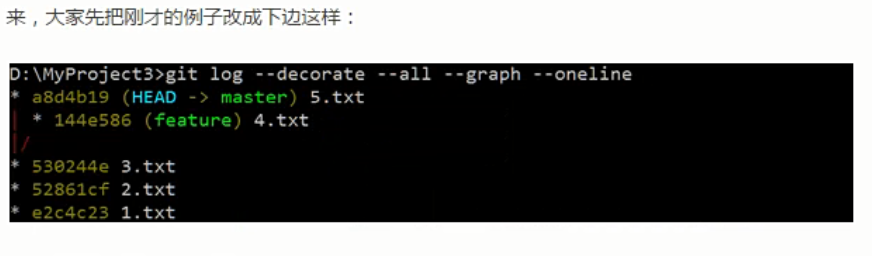 来，大家先把刚才的例子改成下边这样：
D:\MyProject3>git log --decorate --all --graph --oneline
* a8d4b19 (HEAD -> master) 5.txt
| * 144e586 (feature) 4.txt
|/
* 530244e 3.txt
* 52861cf 2.txt
* e2c4c23 1.txt